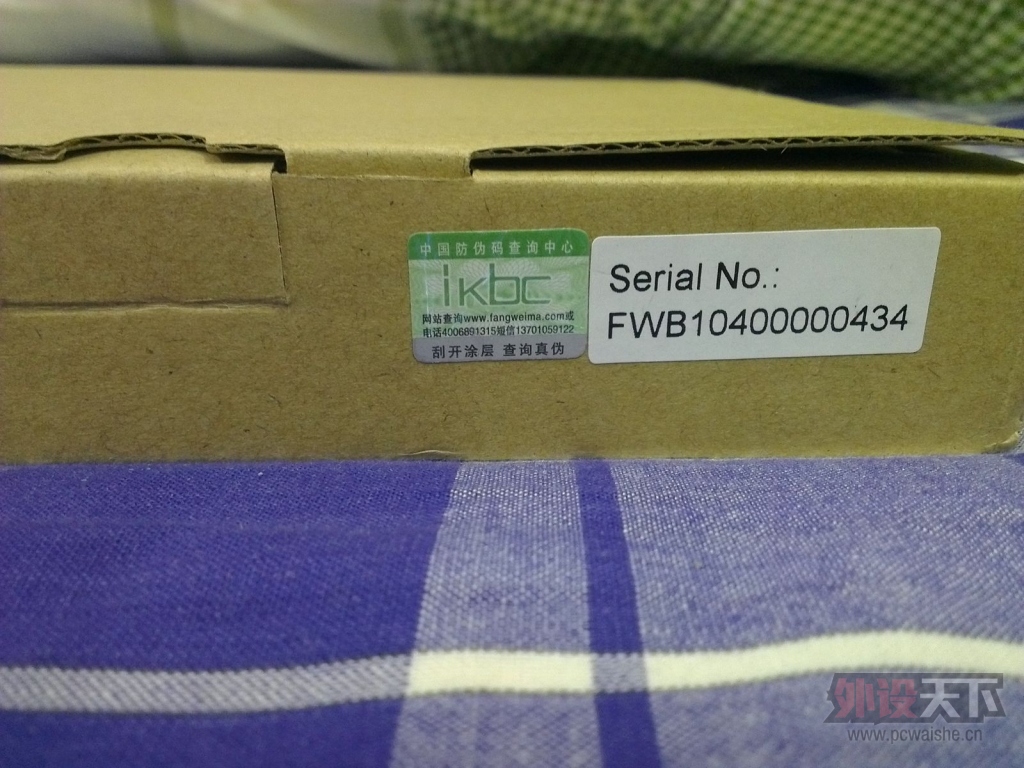 中国防伪码查询中心
ikbc
网站查询www.fangweima.com或
电话4006891315短信13701059122
刮开涂层 查询真伪
Serial No.:
FWB10400000434
外设天下
www.pcwaishe.cn